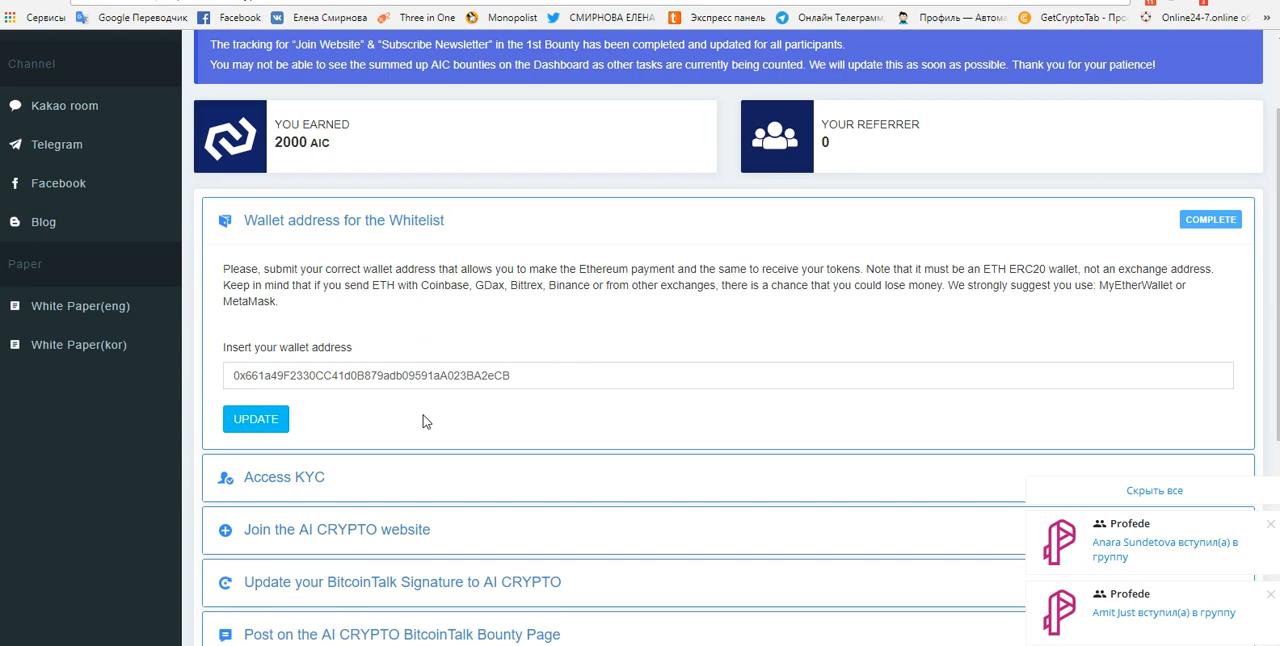 Сервисы Google Переводчик Facebook Елена Смирнова Three in One Monopolist СМИРНОВА ЕЛЕНА Экспресс панель Онлайн Телеграмм, Профиль — Автома GetCryptoTab - Про Online24-7.online о »
Channel
Kakao room
Telegram
Facebook
Blog
Paper
White Paper(eng)
White Paper(kor)
The tracking for “Join Website” & “Subscribe Newsletter” in the 1st Bounty has been completed and updated for all participants.
You may not be able to see the summed up AIC bounties on the Dashboard as other tasks are currently being counted. We will update this as soon as possible. Thank you for your patience!
YOU EARNED
2000 AIC
YOUR REFERRER
0
Wallet address for the Whitelist
COMPLETE
Please, submit your correct wallet address that allows you to make the Ethereum payment and the same to receive your tokens. Note that it must be an ETH ERC20 wallet, not an exchange address.
Keep in mind that if you send ETH with Coinbase, GDax, Bittrex, Binance or from other exchanges, there is a chance that you could lose money. We strongly suggest you use: MyEtherWallet or
MetaMask.
Insert your wallet address
0x661a49F2330CC41d0B879adb09591aA023BA2eCB
UPDATE
Access KYC
Join the AI CRYPTO website
Update your BitcoinTalk Signature to AI CRYPTO
Post on the AI CRYPTO BitcoinTalk Bounty Page
Скрыть все
Profede
Anara Sundetova вступил(а) в
группу
Profede
Amit Just вступил(а) в группу